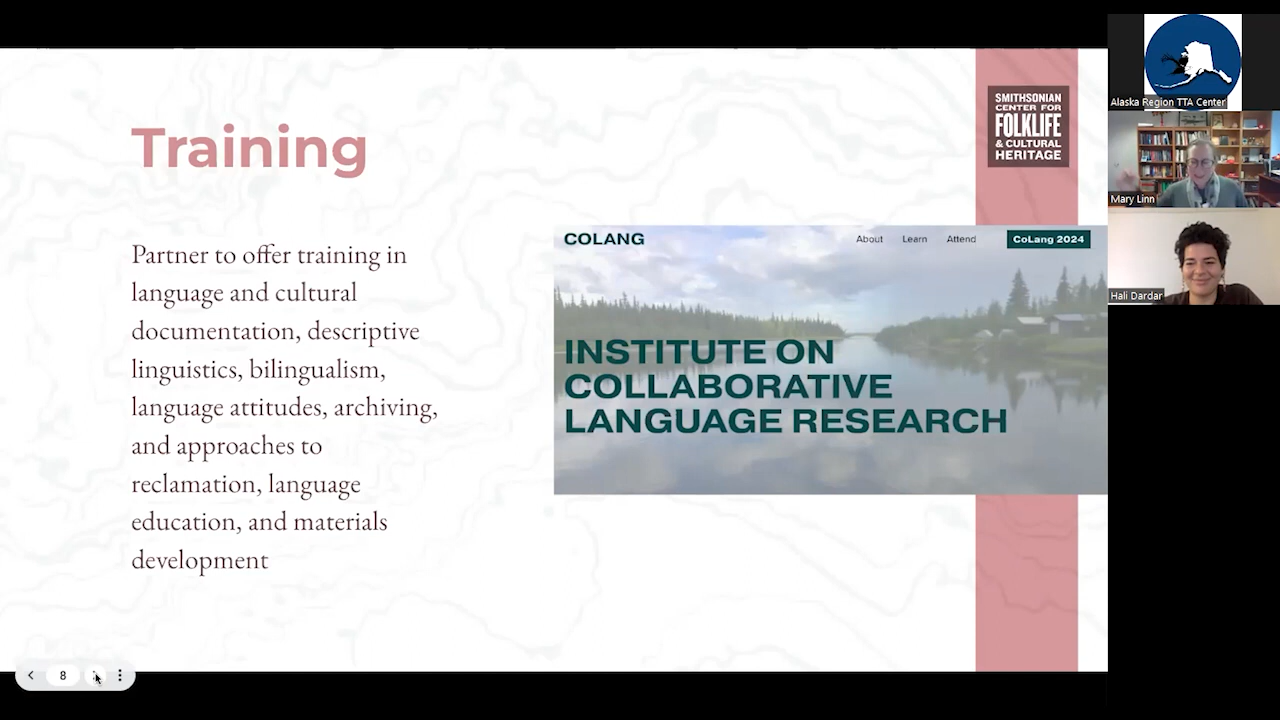 Training
Partner to offer training in
language and cultural
documentation, descriptive
linguistics, bilingualism,
language attitudes, archiving,
and approaches to
reclamation, language
education, and materials
development
SMITHSONIAN
CENTER FOR
FOLKLIFE
& CULTURAL
HERITAGE
COLANG
About Learn Attend CoLang 2024
INSTITUTE ON
COLLABORATIVE
LANGUAGE RESEARCH
8
Alaska Region TTA Center
Mary Linn
Hali Dardar